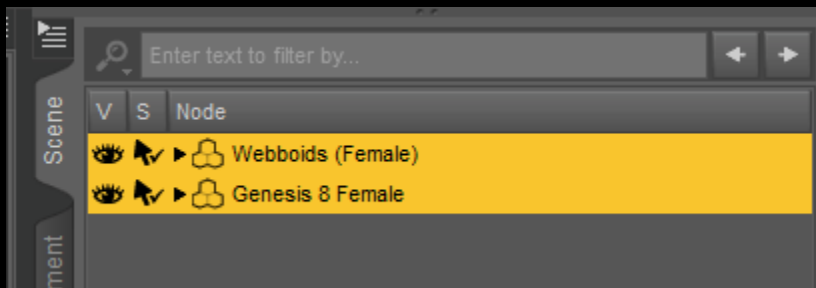 Enter text to filter by...
Scene
V S Node
Webboids (Female)
Genesis 8 Female
ment